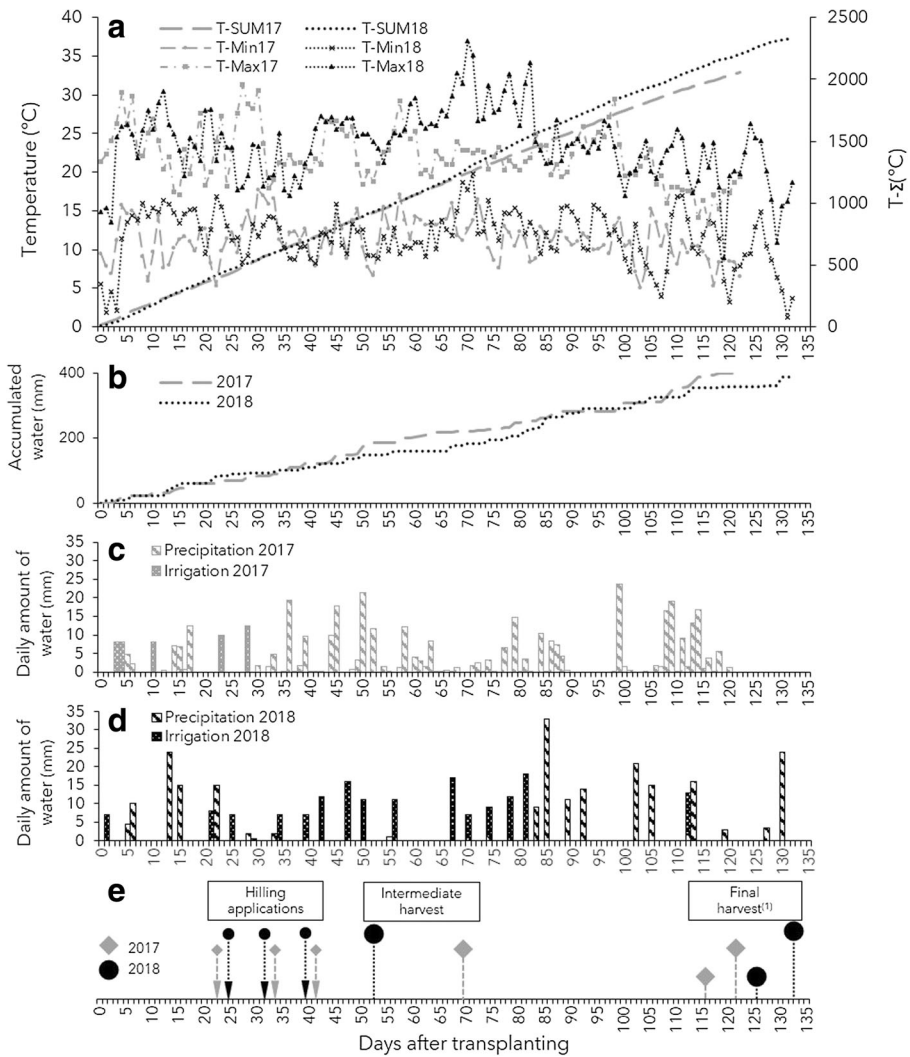 a
T-SUM17 T-SUM18
T-Min17 T-Min18
T-Max17 T-Max18
Temperature (°C)
40
35
30
25
20
15
10
5
0
T-Σ(°C)
2500
2000
1500
1000
500
0
0 5 10 15 20 25 30 35 40 45 50 55 60 65 70 75 80 85 90 95 100 105 110 115 120 125 130 135
b
2017
2018
Accumulated
water (mm)
400
200
0
0 5 10 15 20 25 30 35 40 45 50 55 60 65 70 75 80 85 90 95 100 105 110 115 120 125 130 135
c
Precipitation 2017
Irrigation 2017
Daily amount of
water (mm)
35
30
25
20
15
10
5
0
0 5 10 15 20 25 30 35 40 45 50 55 60 65 70 75 80 85 90 95 100 105 110 115 120 125 130 135
d
Precipitation 2018
Irrigation 2018
Daily amount of
water (mm)
35
30
25
20
15
10
5
0
0 5 10 15 20 25 30 35 40 45 50 55 60 65 70 75 80 85 90 95 100 105 110 115 120 125 130 135
e
Hilling
applications
Intermediate
harvest
Final
harvest(1)
2017
2018
0 5 10 15 20 25 30 35 40 45 50 55 60 65 70 75 80 85 90 95 100 105 110 115 120 125 130 135
Days after transplanting